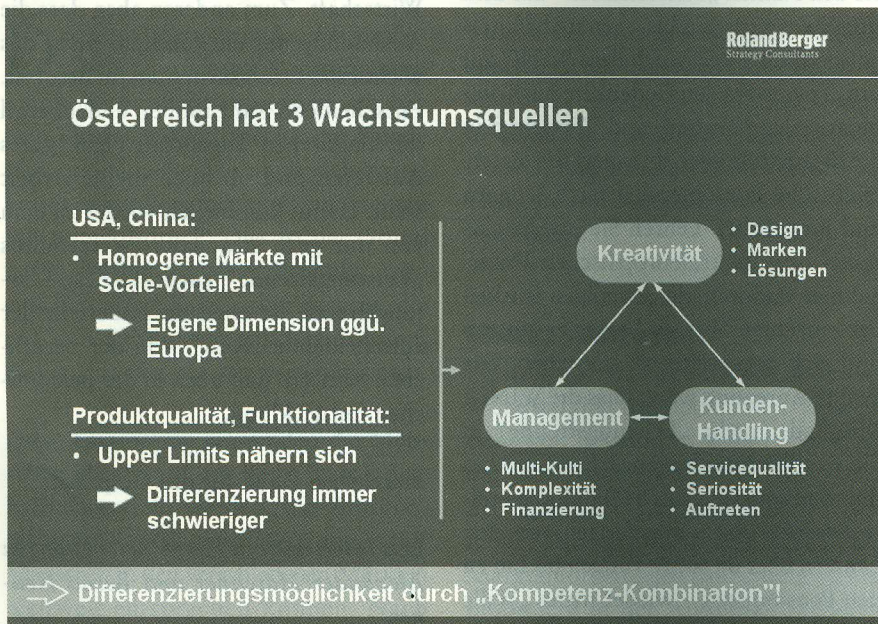 Roland Berger
Strategy Consultants
Österreich hat 3 Wachstumsquellen
USA, China:
• Homogene Märkte mit
Scale-Vorteilen
Eigene Dimension ggü.
Europa
Produktqualität, Funktionalität:
• Upper Limits nähern sich
Differenzierung immer
schwieriger
Kreativität
• Design
• Marken
• Lösungen
Management
• Multi-Kulti
• Komplexität
• Finanzierung
Kunden-
Handling
• Servicequalität
• Seriosität
• Auftreten
Differenzierungsmöglichkeit durch „Kompetenz-Kombination"!